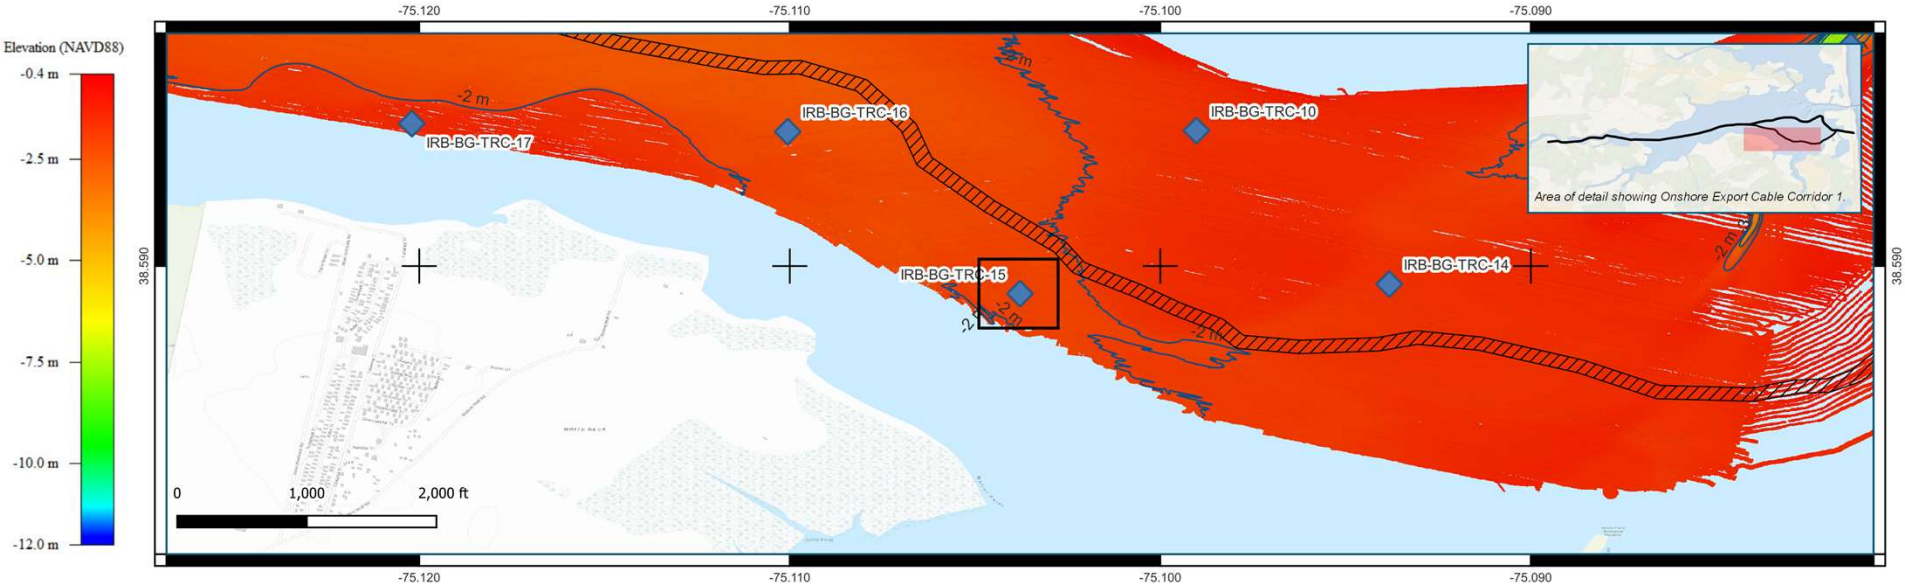 -75.120
-75.110
-75.100
-75.090
Elevation (NAVD88)
-0.4 m
-2.5 m
-5.0 m
-7.5 m
-10.0 m
-12.0 m
-2 m
IRB-BG-TRC-17
IRB-BG-TRC-16
IRB-BG-TRC-10
Area of detail showing Onshore Export Cable Corridor 1.
-2 m
38.590
38.590
IRB-BG-TRC-15
IRB-BG-TRC-14
-2 m
-2 m
WHITE NECK
0
1,000
2,000 ft
-75.120
-75.110
-75.100
-75.090